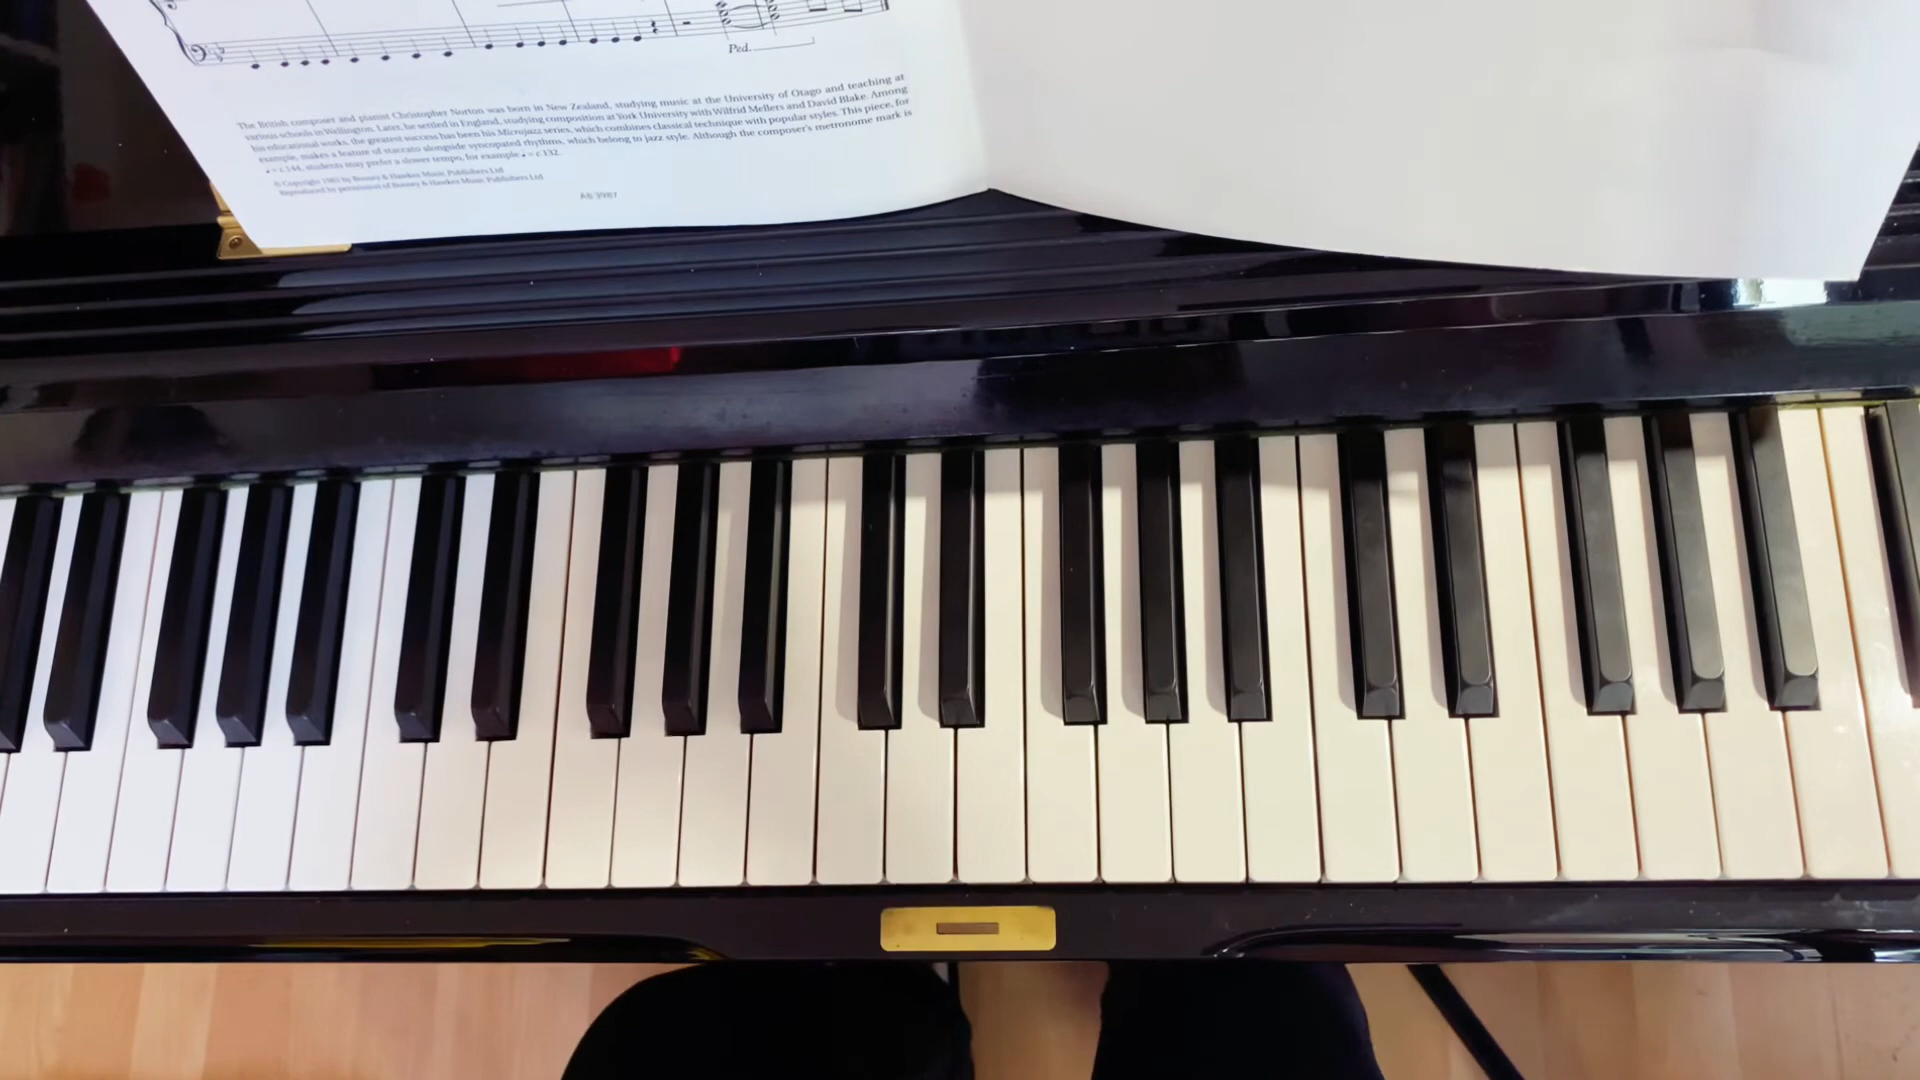 Ped.
The British composer and pianist Christopher Norton was born in New Zealand, studying music at the University of Otago and teaching at
various schools in Wellington. Later, he settled in England, studying composition at York University with Wilfrid Mellers and David Blake. Among
his educational works, the greatest success has been his Microjazz series, which combines classical technique with popular styles. This piece, for
example, makes a feature of staccato alongside syncopated rhythms, which belong to jazz style. Although the composer's metronome mark is
♩ = c.144, students may prefer a slower tempo, for example ♩ = c.132.
© Copyright 1983 by Boosey & Hawkes Music Publishers Ltd
Reproduced by permission of Boosey & Hawkes Music Publishers Ltd
AB 3987